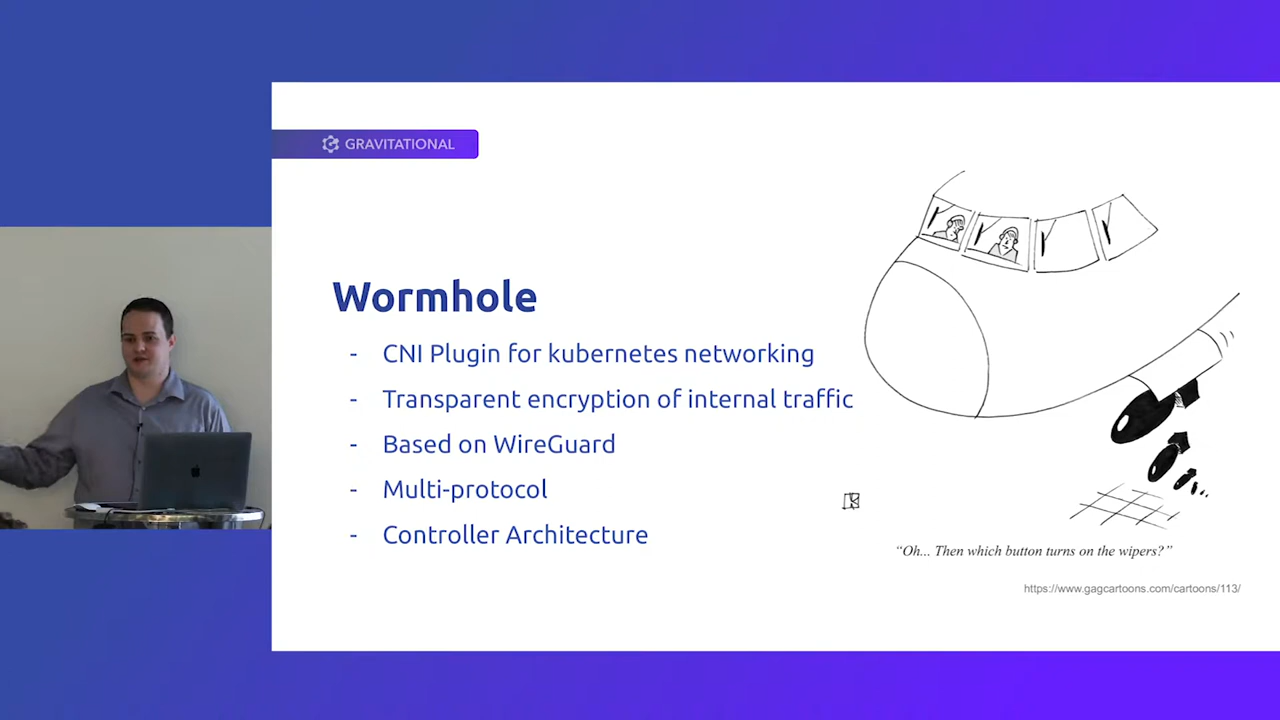 GRAVITATIONAL
Wormhole
- CNI Plugin for kubernetes networking
- Transparent encryption of internal traffic
- Based on WireGuard
- Multi-protocol
- Controller Architecture
“Oh... Then which button turns on the wipers?”
https://www.gagcartoons.com/cartoons/113/